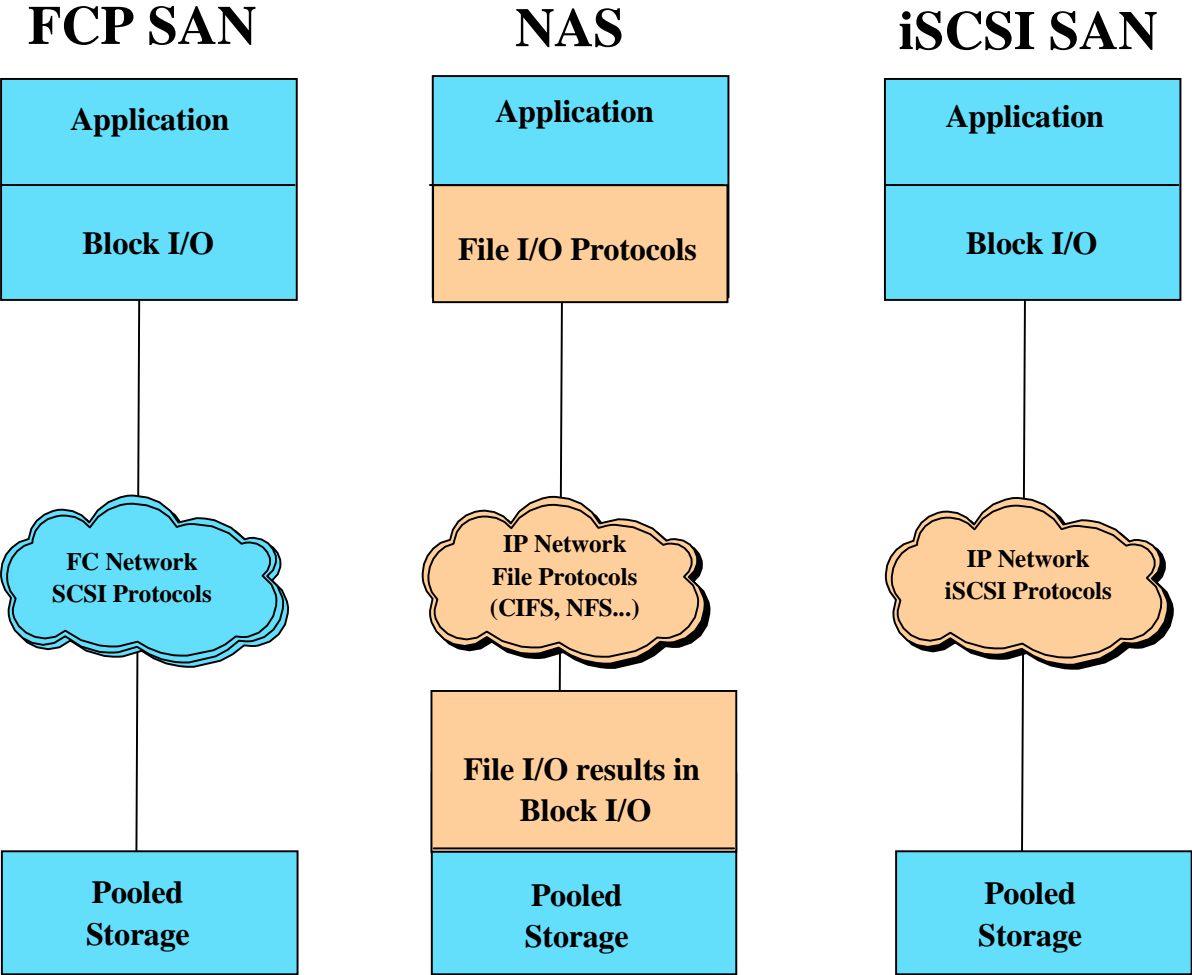 FCP SAN
NAS
iSCSI SAN
Application
Application
Application
Block I/O
File I/O Protocols
Block I/O
FC Network
SCSI Protocols
IP Network
File Protocols
(CIFS, NFS...)
IP Network
iSCSI Protocols
File I/O results in
Block I/O
Pooled
Storage
Pooled
Storage
Pooled
Storage